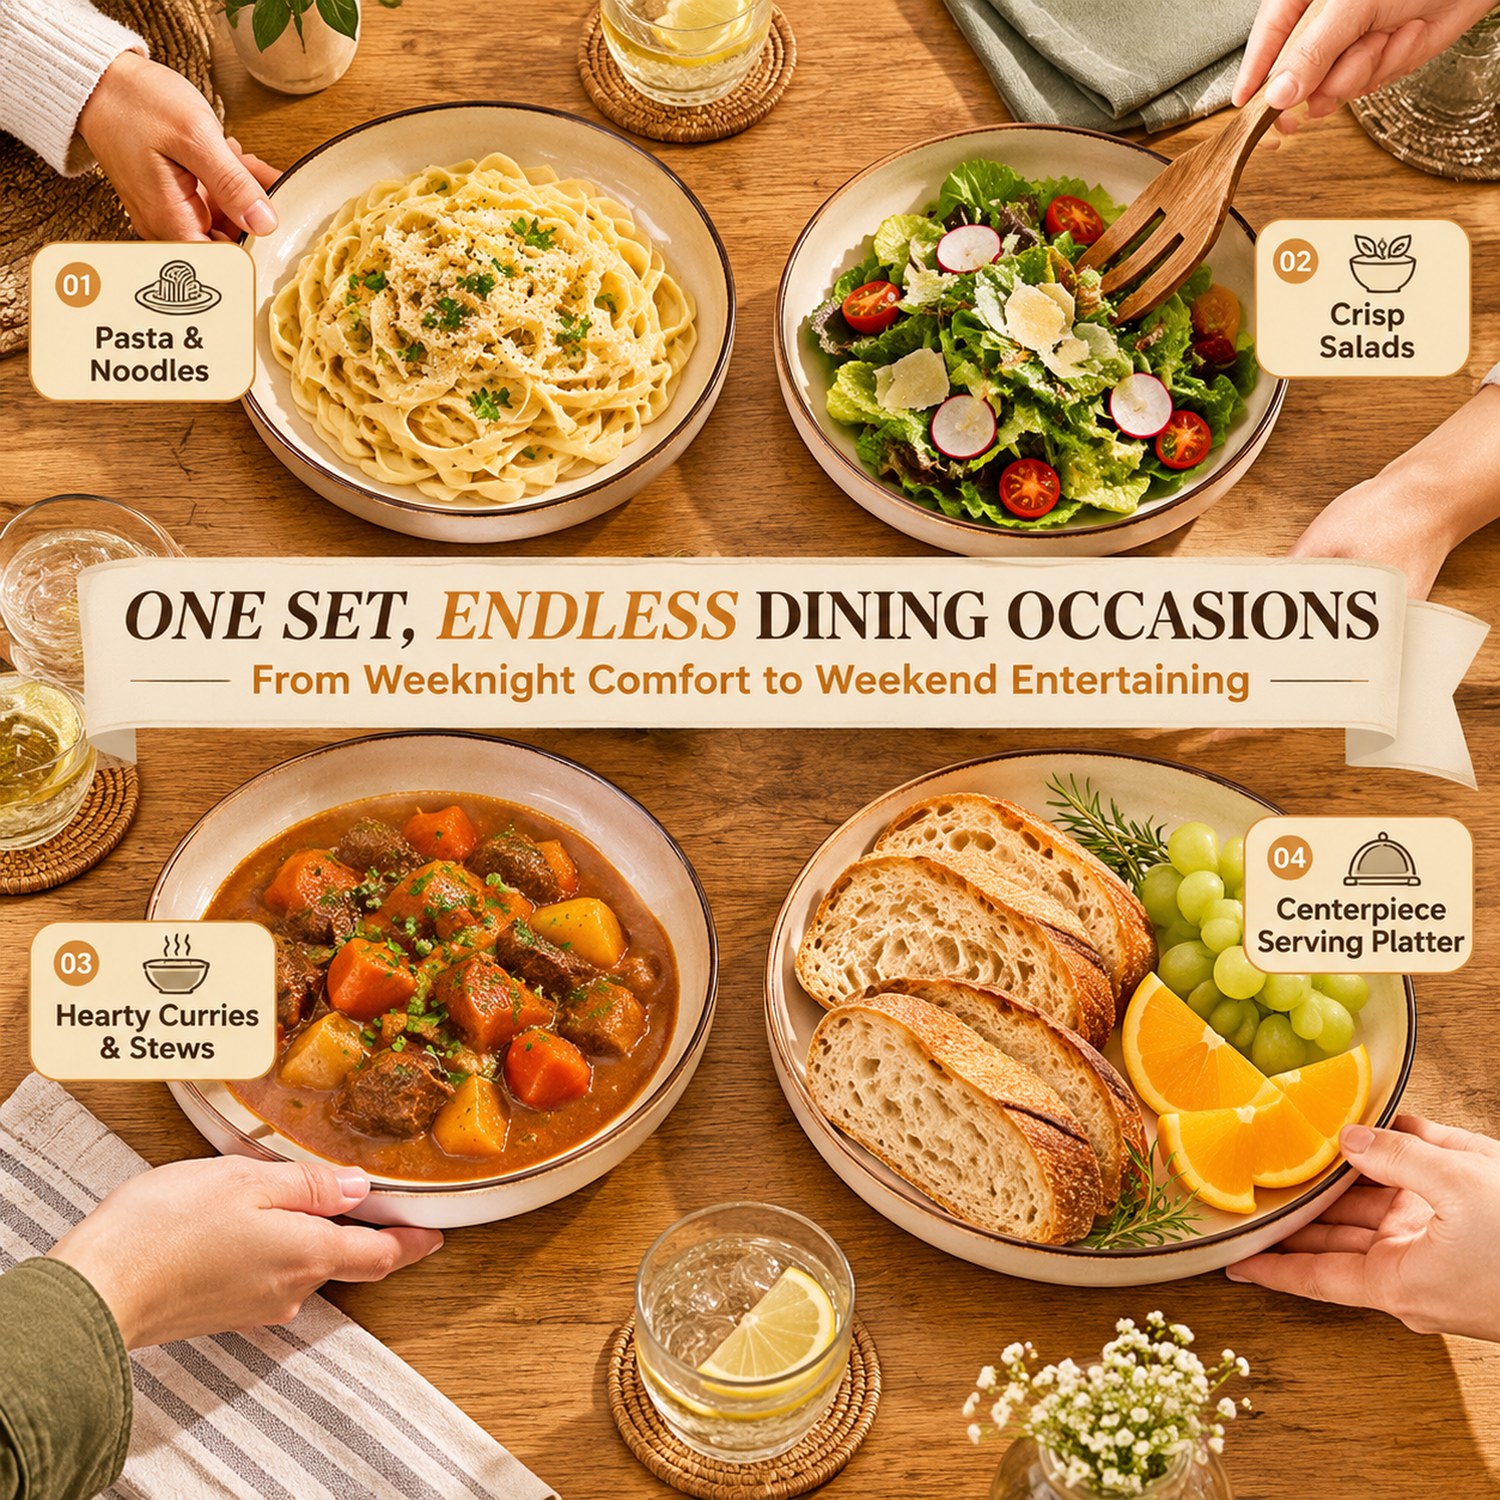 01
Pasta &
Noodles
02
Crisp
Salads
ONE SET, ENDLESS DINING OCCASIONS
From Weeknight Comfort to Weekend Entertaining
03
Hearty Curries
& Stews
04
Centerpiece
Serving Platter